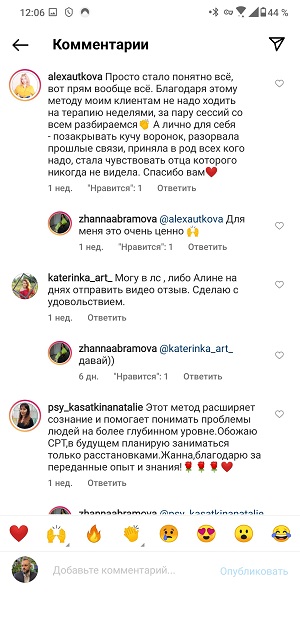 12:06
44 %
Комментарии
alexautkova Просто стало понятно всё,
вот прям вообще всё. Благодаря этому
методу моим клиентам не надо ходить
на терапию неделями, за пару сессий со
всем разбираемся✊ А лично для себя
- позакрывать кучу воронок, разорвала
прошлые связи, приняла в род всех кого
надо, стала чувствовать отца которого
никогда не видела. Спасибо вам❤️
1 нед. "Нравится": 1 Ответить
zhannaabramova @alexautkova Для
меня это очень ценно 🙌
1 нед. "Нравится": 1 Ответить
katerinka_art_ Могу в лс , либо Алине на
днях отправить видео отзыв. Сделаю с
удовольствием.
1 нед. Ответить
zhannaabramova @katerinka_art_
давай))
6 дн. "Нравится": 1 Ответить
psy_kasatkinanatalie Этот метод расширяет
сознание и помогает понимать проблемы
людей на более глубинном уровне.Обожаю
СРТ,в будущем планирую заниматься
только расстановками.Жанна,благодарю за
переданные опыт и знания!🌹🌹🌹❤️
1 нед. Ответить
zhannaabramova @psy_kasatkinanatalie
Добавьте комментарий... Опубликовать